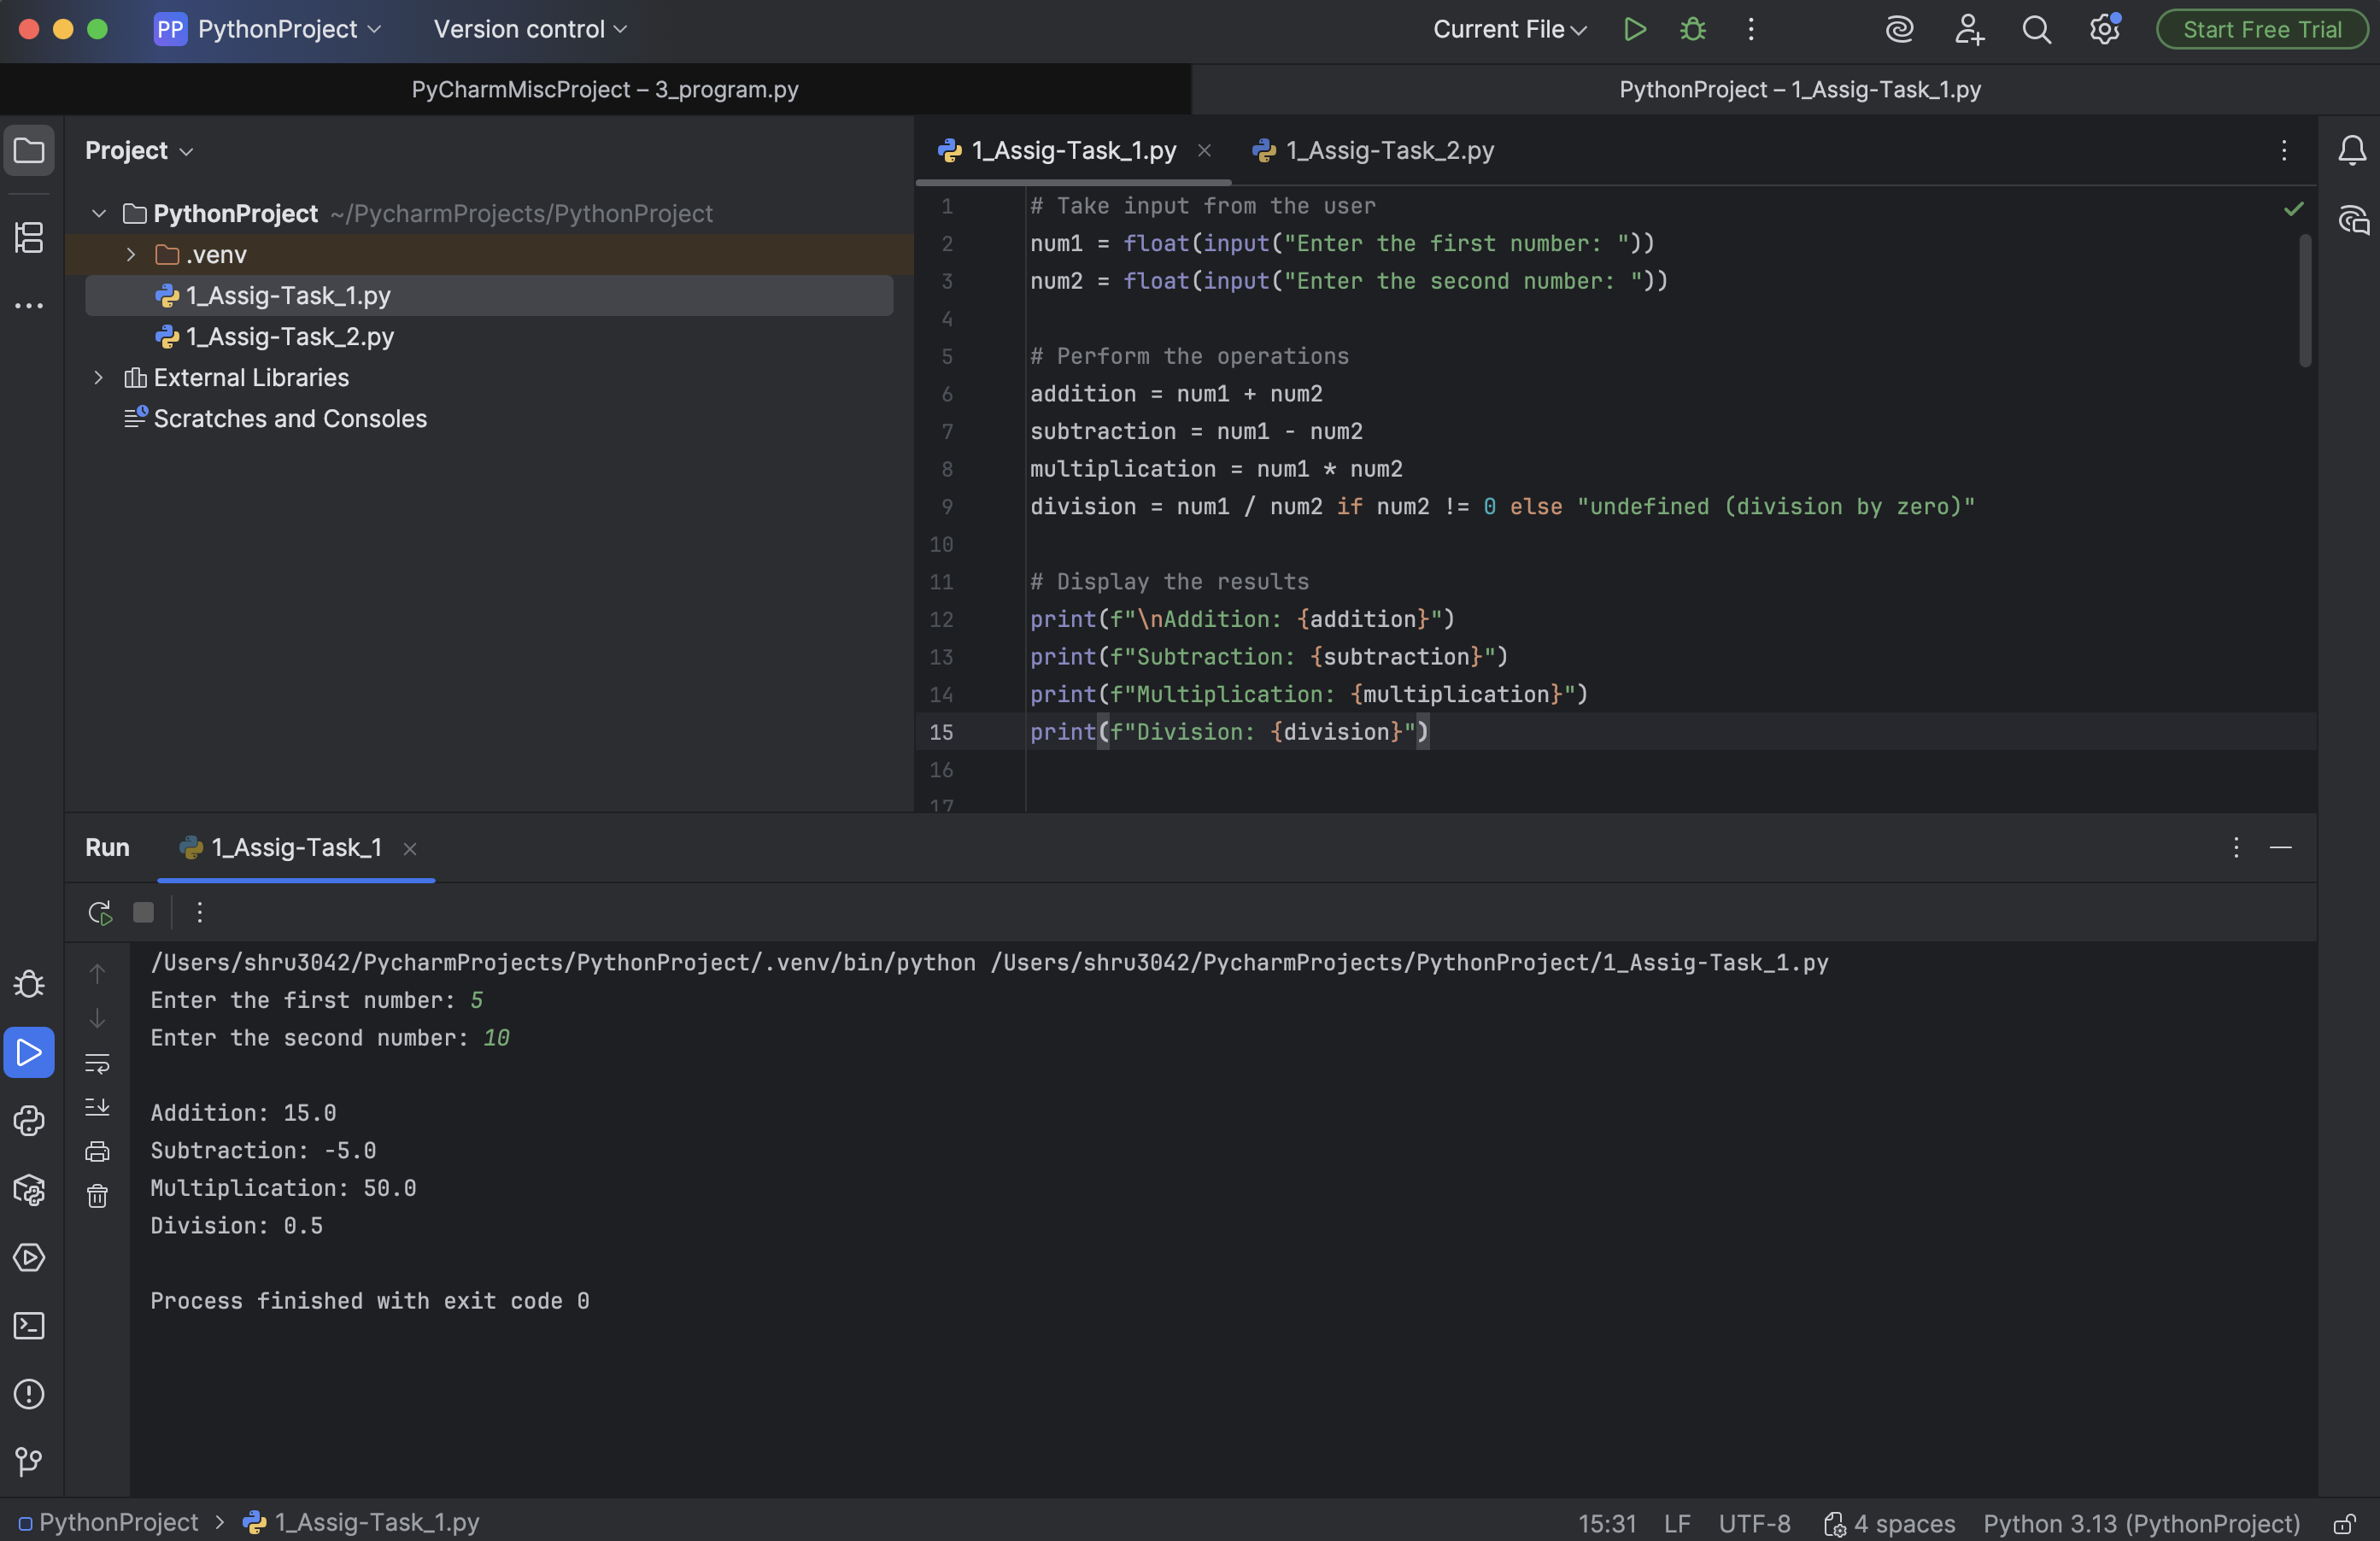 PP PythonProject Version control Current File Start Free Trial
PyCharmMiscProject – 3_program.py PythonProject – 1_Assig-Task_1.py
Project
PythonProject ~/PycharmProjects/PythonProject
.venv
1_Assig-Task_1.py
1_Assig-Task_2.py
External Libraries
Scratches and Consoles
1_Assig-Task_1.py 1_Assig-Task_2.py
1 # Take input from the user
2 num1 = float(input("Enter the first number: "))
3 num2 = float(input("Enter the second number: "))
4
5 # Perform the operations
6 addition = num1 + num2
7 subtraction = num1 - num2
8 multiplication = num1 * num2
9 division = num1 / num2 if num2 != 0 else "undefined (division by zero)"
10
11 # Display the results
12 print(f"\nAddition: {addition}")
13 print(f"Subtraction: {subtraction}")
14 print(f"Multiplication: {multiplication}")
15 print(f"Division: {division}")
16
17
Run 1_Assig-Task_1
/Users/shru3042/PycharmProjects/PythonProject/.venv/bin/python /Users/shru3042/PycharmProjects/PythonProject/1_Assig-Task_1.py
Enter the first number: 5
Enter the second number: 10
Addition: 15.0
Subtraction: -5.0
Multiplication: 50.0
Division: 0.5
Process finished with exit code 0
PythonProject 1_Assig-Task_1.py 15:31 LF UTF-8 4 spaces Python 3.13 (PythonProject)